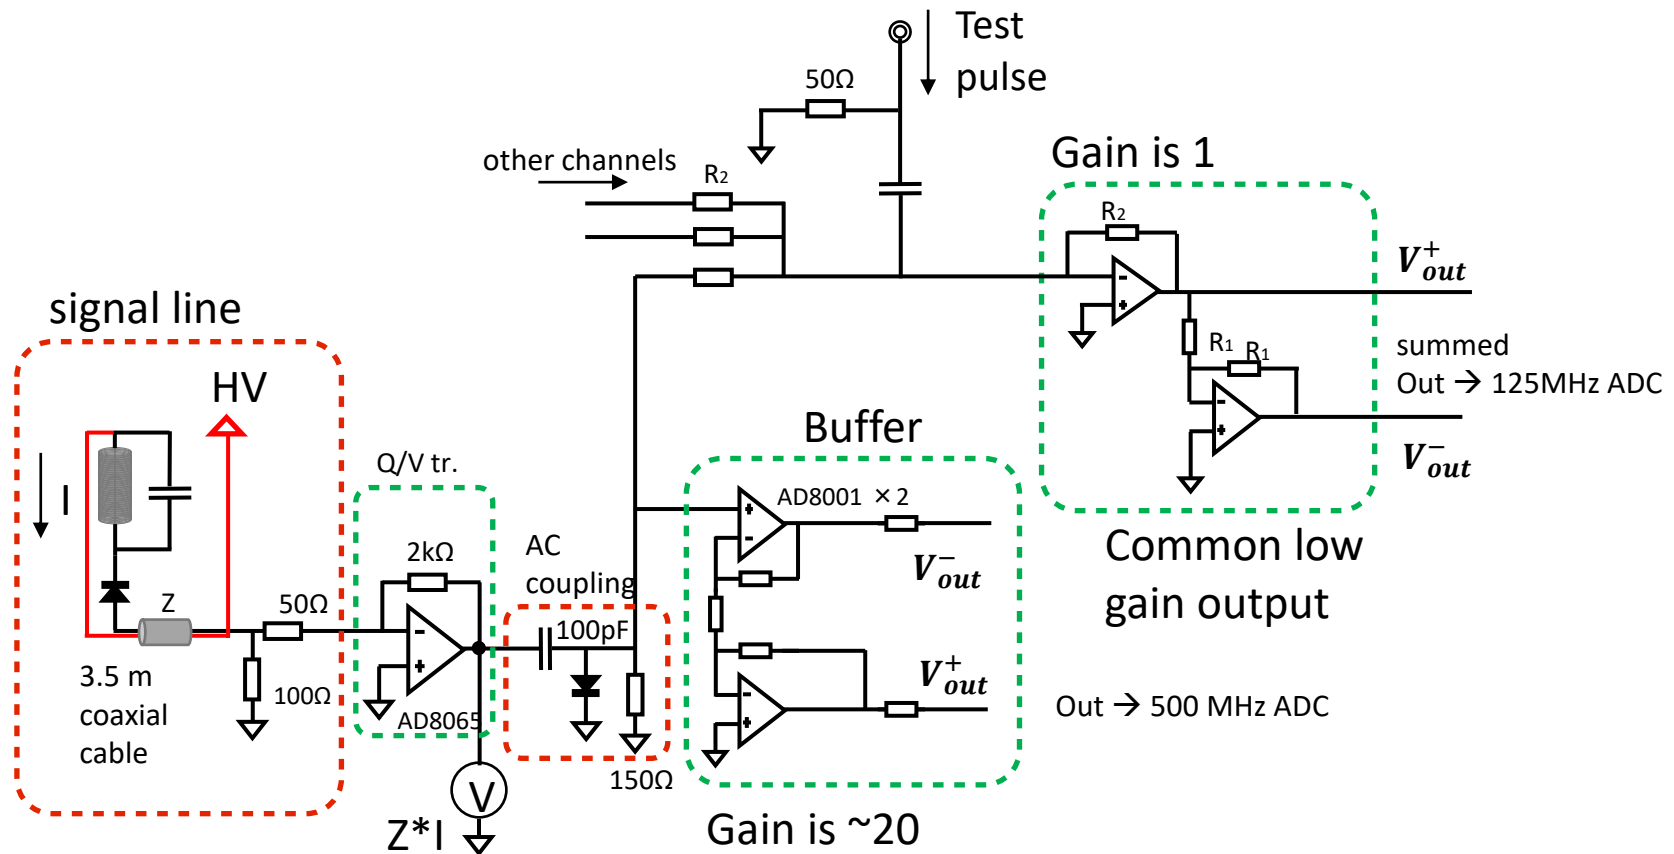 Test
pulse
50Ω
Gain is 1
other channels
R2
R2
V+out
signal line
R1
R1
summed
Out → 125MHz ADC
HV
Buffer
V-out
Q/V tr.
I
AD8001 ×2
2kΩ
AC
coupling
Common low
gain output
V-out
Z
50Ω
100pF
3.5 m
coaxial
cable
100Ω
AD8065
V+out
Out → 500 MHz ADC
150Ω
V
Z*I
Gain is ~20